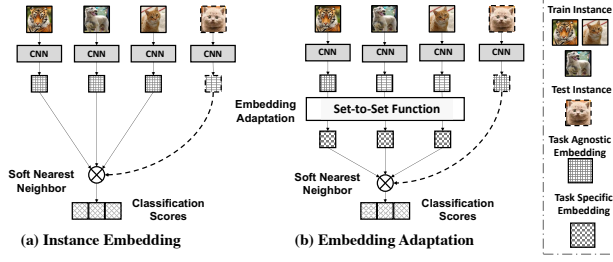 CNN CNN CNN CNN
Soft Nearest
Neighbor
Classification
Scores
(a) Instance Embedding
CNN CNN CNN CNN
Embedding
Adaptation
Set-to-Set Function
Soft Nearest
Neighbor
Classification
Scores
(b) Embedding Adaptation
Train Instance
Test Instance
Task Agnostic
Embedding
Task Specific
Embedding